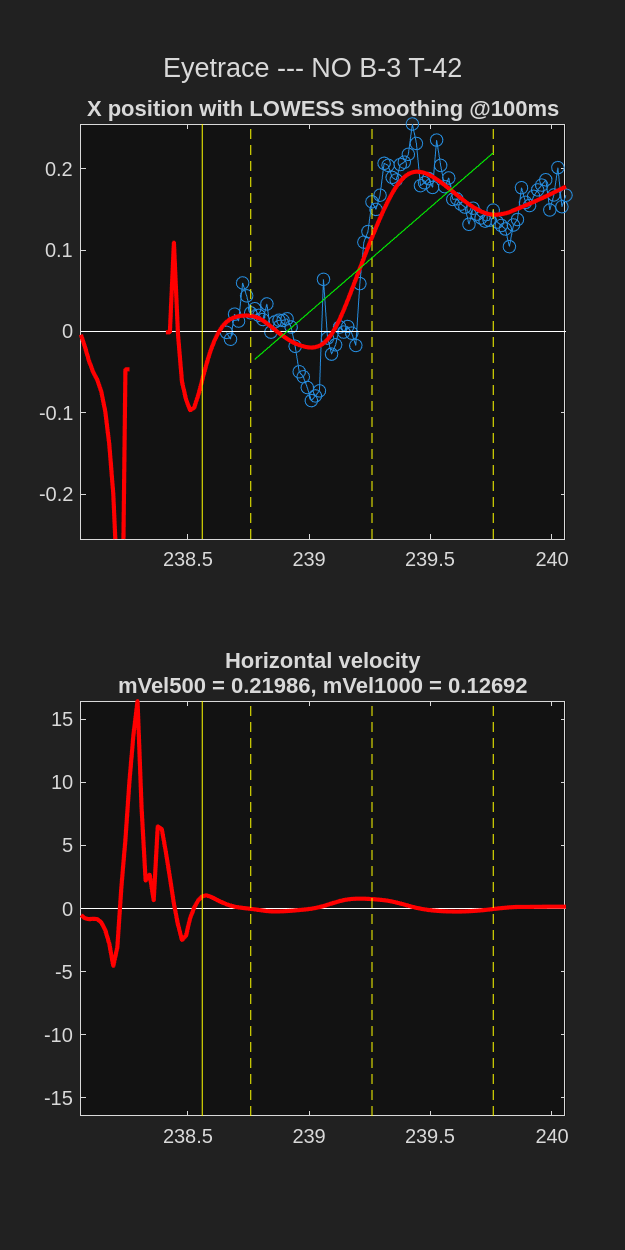 Eyetrace --- NO B-3 T-42
X position with LOWESS smoothing @100ms
0.2
0.1
0
-0.1
-0.2
238.5 239 239.5 240
Horizontal velocity
mVel500 = 0.21986, mVel1000 = 0.12692
15
10
5
0
-5
-10
-15
238.5 239 239.5 240